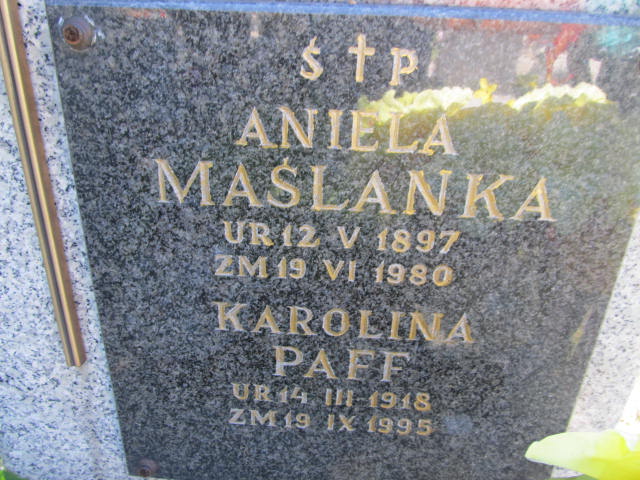 Ś † P
ANIELA
MAŚLANKA
UR 12 V 1897
ZM 19 VI 1980
KAROLINA
PAFF
UR 14 III 1918
ZM 19 IX 1995